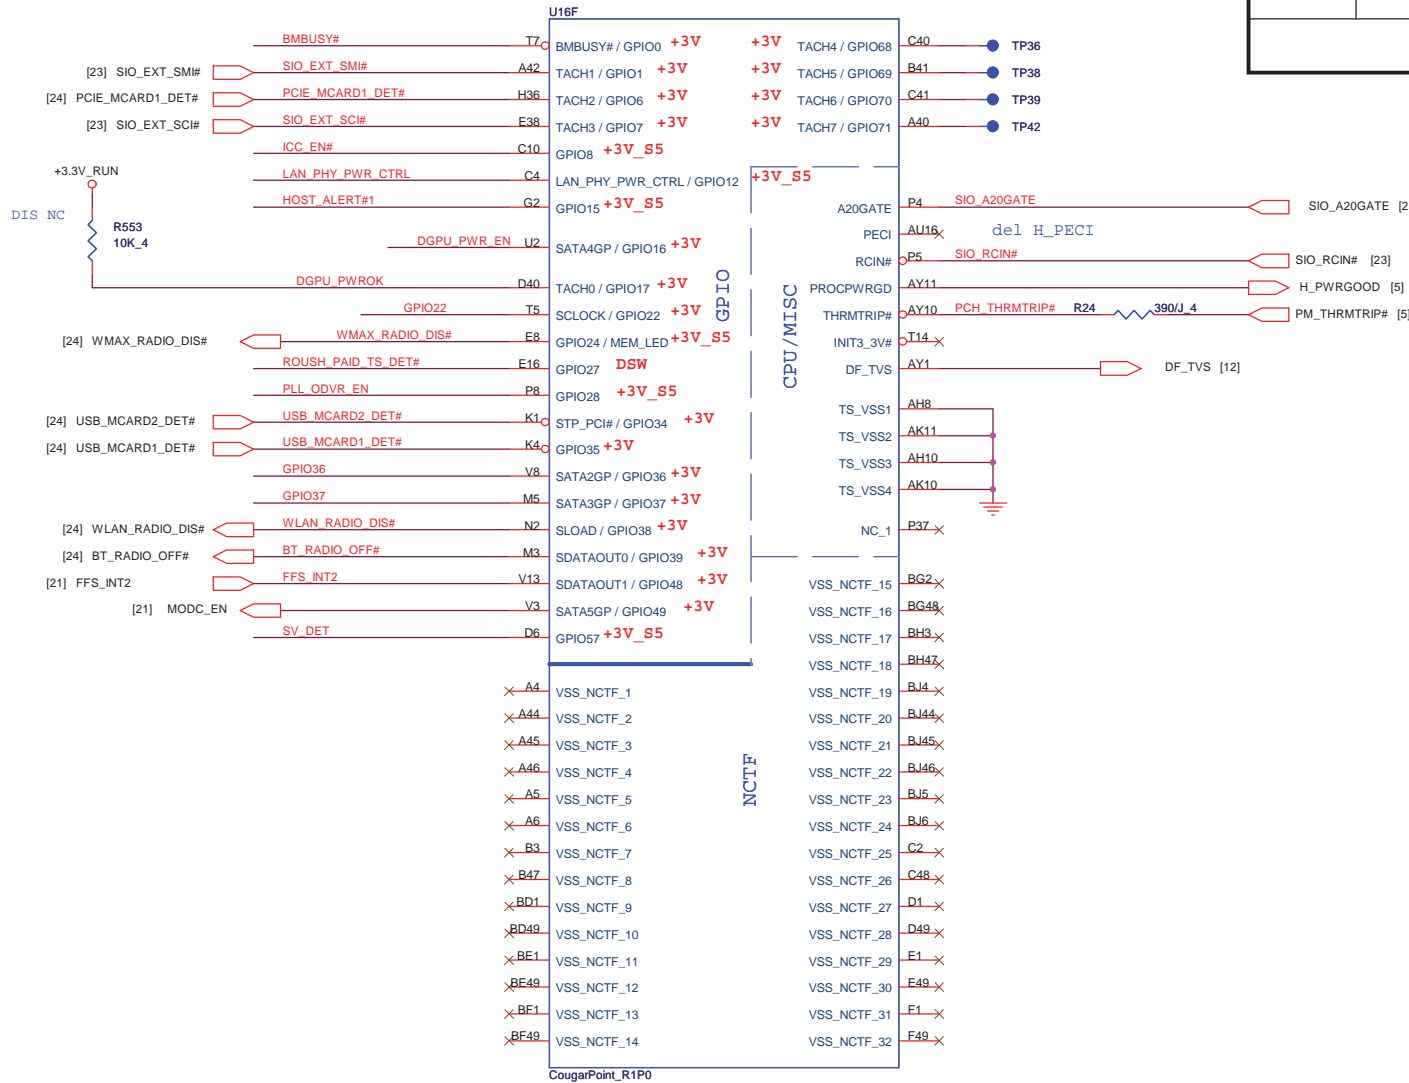 U16F
BMBUSY# T7 BMBUSY# / GPIO0 +3V +3V TACH4 / GPIO68 C40 TP36
[23] SIO_EXT_SMI# SIO_EXT_SMI# A42 TACH1 / GPIO1 +3V +3V TACH5 / GPIO69 B41 TP38
[24] PCIE_MCARD1_DET# PCIE_MCARD1_DET# H36 TACH2 / GPIO6 +3V +3V TACH6 / GPIO70 C41 TP39
[23] SIO_EXT_SCI# SIO_EXT_SCI# E38 TACH3 / GPIO7 +3V +3V TACH7 / GPIO71 A40 TP42
ICC_EN# C10 GPIO8 +3V_S5
+3.3V_RUN LAN_PHY_PWR_CTRL C4 LAN_PHY_PWR_CTRL / GPIO12 +3V_S5
HOST_ALERT#1 G2 GPIO15 +3V_S5 A20GATE P4 SIO_A20GATE SIO_A20GATE [2
DIS NC
R553
10K_4
PECI AU16 del H_PECI
DGPU_PWR_EN U2 SATA4GP / GPIO16 +3V
RCIN# P5 SIO_RCIN# SIO_RCIN# [23]
GPIO
CPU/MISC
DGPU_PWROK D40 TACH0 / GPIO17 +3V PROCPWRGD AY11 H_PWRGOOD [5]
GPIO22 T5 SCLOCK / GPIO22 +3V THRMTRIP# AY10 PCH_THRMTRIP# R24 390/J_4 PM_THRMTRIP# [5]
[24] WMAX_RADIO_DIS# WMAX_RADIO_DIS# E8 GPIO24 / MEM_LED +3V_S5 INIT3_3V# T14
ROUSH_PAID_TS_DET# E16 GPIO27 DSW DF_TVS AY1 DF_TVS [12]
PLL_ODVR_EN P8 GPIO28 +3V_S5
[24] USB_MCARD2_DET# USB_MCARD2_DET# K1 STP_PCI# / GPIO34 +3V TS_VSS1 AH8
[24] USB_MCARD1_DET# USB_MCARD1_DET# K4 GPIO35 +3V TS_VSS2 AK11
GPIO36 V8 SATA2GP / GPIO36 +3V TS_VSS3 AH10
GPIO37 M5 SATA3GP / GPIO37 +3V TS_VSS4 AK10
[24] WLAN_RADIO_DIS# WLAN_RADIO_DIS# N2 SLOAD / GPIO38 +3V NC_1 P37
[24] BT_RADIO_OFF# BT_RADIO_OFF# M3 SDATAOUT0 / GPIO39 +3V
[21] FFS_INT2 FFS_INT2 V13 SDATAOUT1 / GPIO48 +3V VSS_NCTF_15 BG2
[21] MODC_EN V3 SATA5GP / GPIO49 +3V VSS_NCTF_16 BG48
SV_DET D6 GPIO57 +3V_S5 VSS_NCTF_17 BH3
VSS_NCTF_18 BH47
A4 VSS_NCTF_1 VSS_NCTF_19 BJ4
A44 VSS_NCTF_2 VSS_NCTF_20 BJ44
A45 VSS_NCTF_3 VSS_NCTF_21 BJ45
A46 VSS_NCTF_4 VSS_NCTF_22 BJ46
NCTF
A5 VSS_NCTF_5 VSS_NCTF_23 BJ5
A6 VSS_NCTF_6 VSS_NCTF_24 BJ6
B3 VSS_NCTF_7 VSS_NCTF_25 C2
B47 VSS_NCTF_8 VSS_NCTF_26 C48
BD1 VSS_NCTF_9 VSS_NCTF_27 D1
BD49 VSS_NCTF_10 VSS_NCTF_28 D49
BE1 VSS_NCTF_11 VSS_NCTF_29 E1
BE49 VSS_NCTF_12 VSS_NCTF_30 E49
BF1 VSS_NCTF_13 VSS_NCTF_31 F1
BF49 VSS_NCTF_14 VSS_NCTF_32 F49
CougarPoint_R1P0